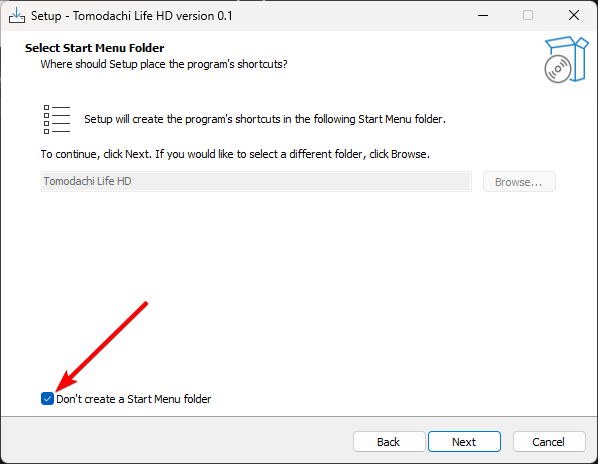 Setup - Tomodachi Life HD version 0.1
Select Start Menu Folder
Where should Setup place the program's shortcuts?
Setup will create the program's shortcuts in the following Start Menu folder.
To continue, click Next. If you would like to select a different folder, click Browse.
Tomodachi Life HD
Browse...
Don't create a Start Menu folder
Back
Next
Cancel